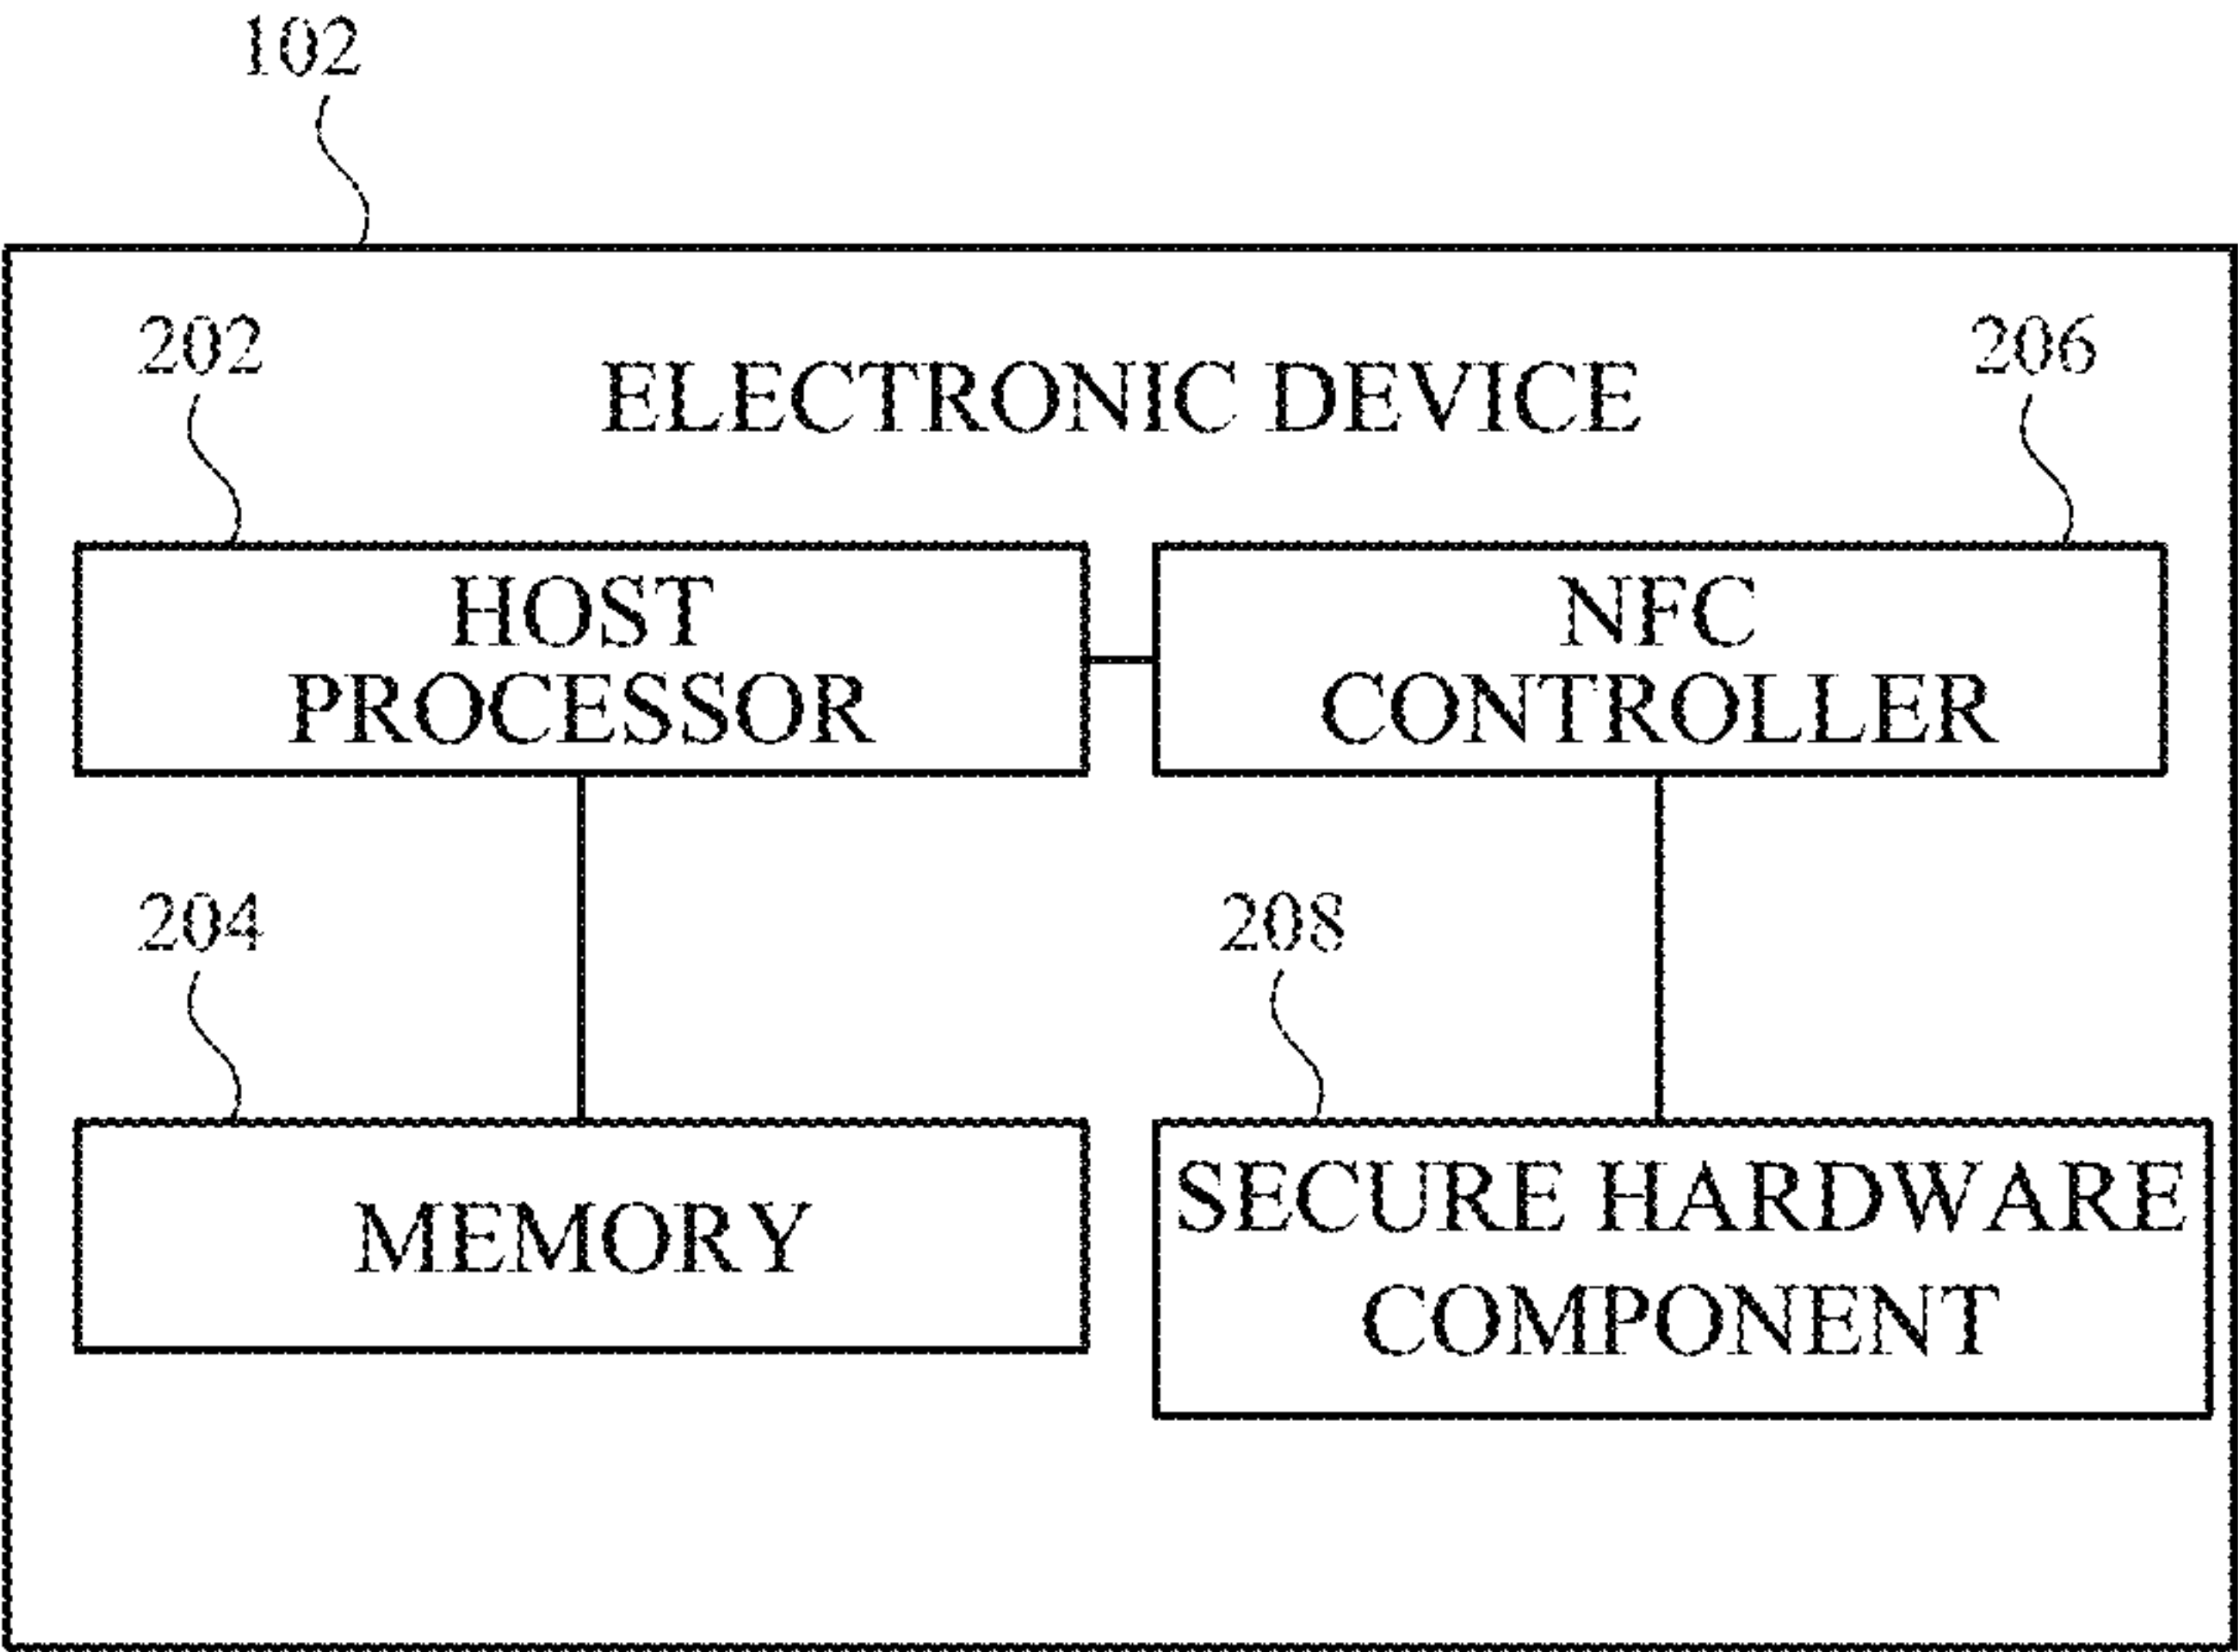 102
202
ELECTRONIC DEVICE
206
HOST
PROCESSOR
NFC
CONTROLLER
204
208
MEMORY
SECURE HARDWARE
COMPONENT